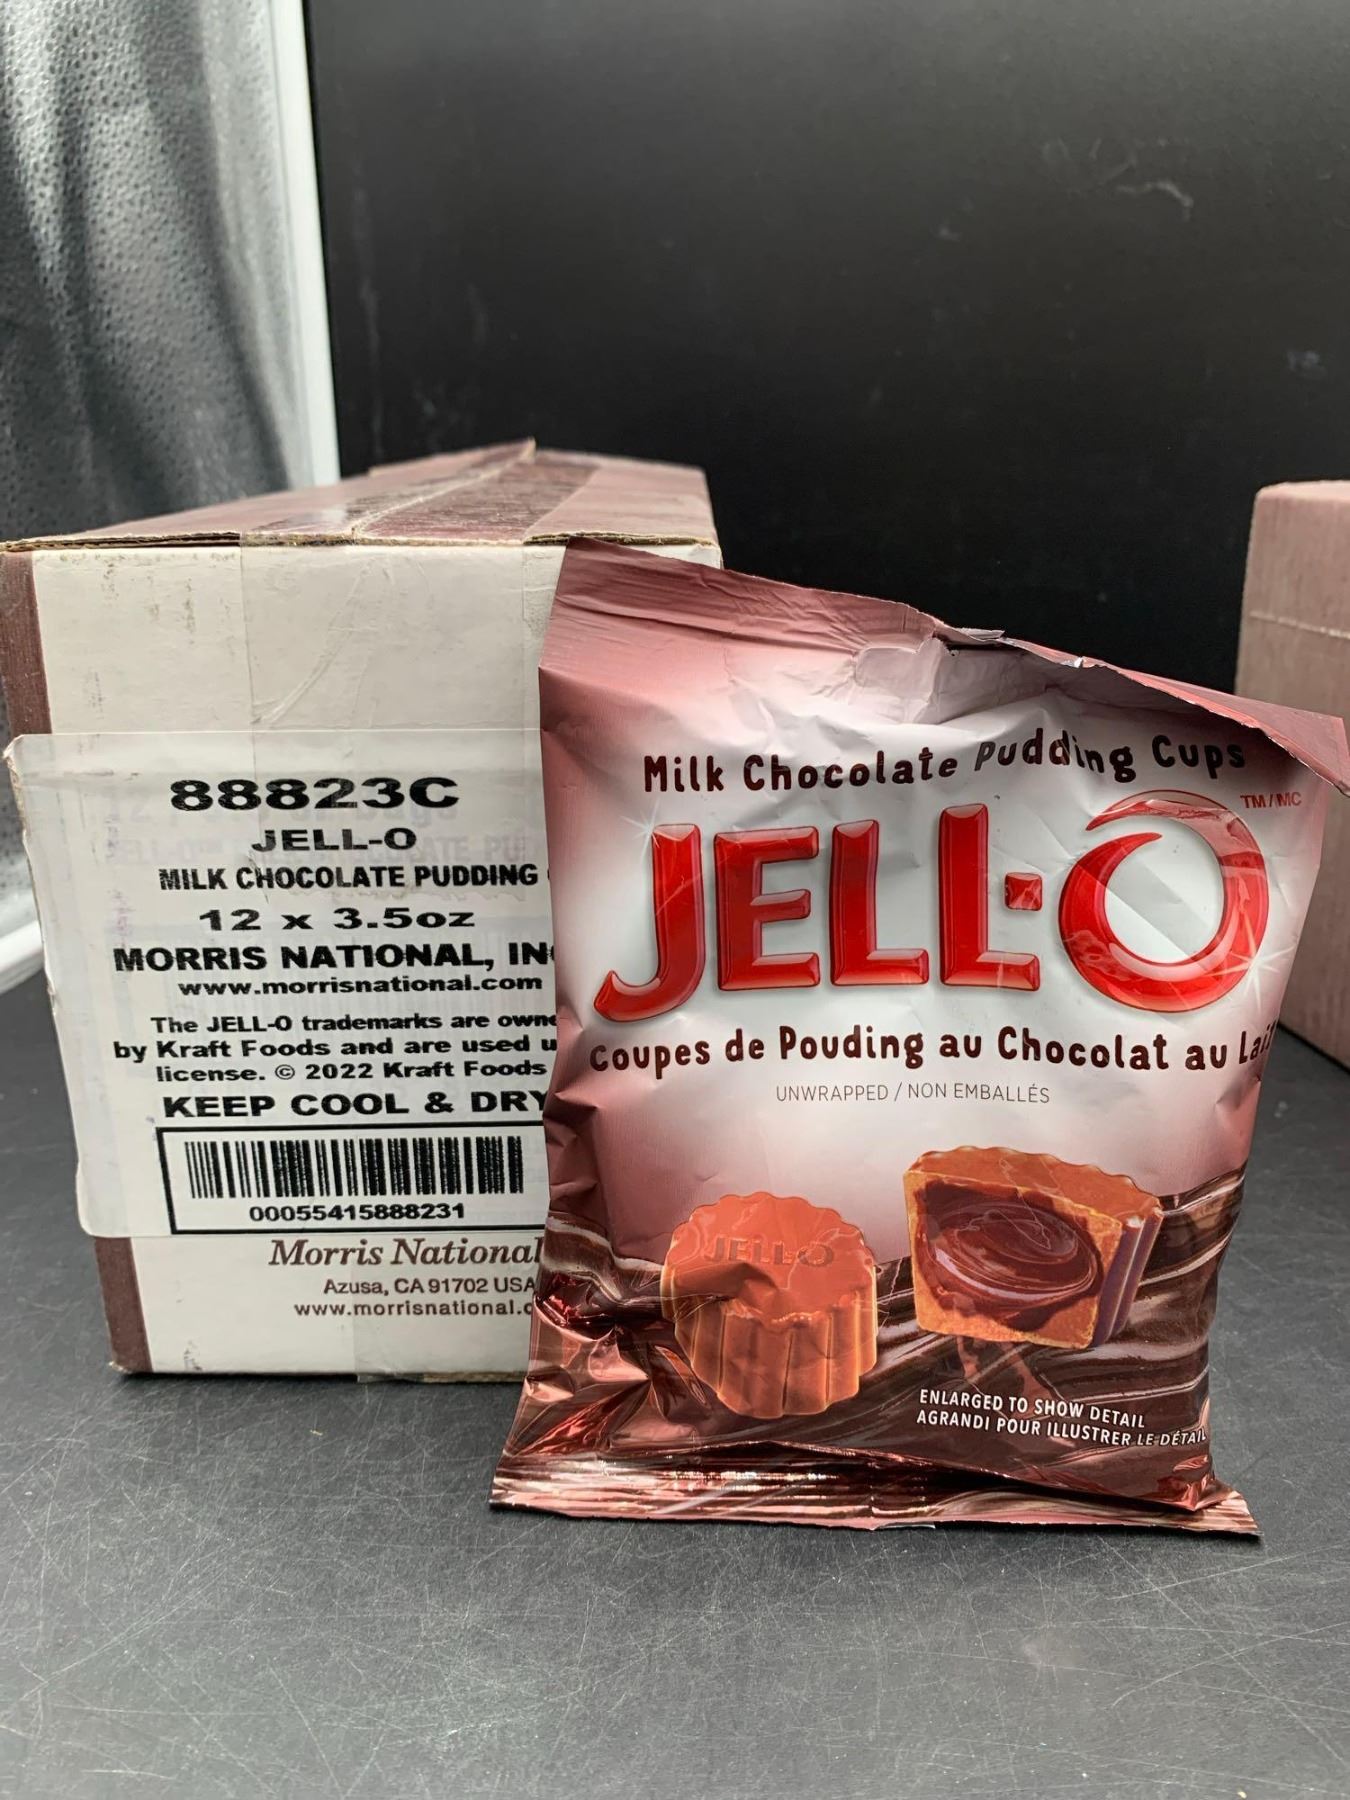 88823C
JELL-O
MILK CHOCOLATE PUDDING
12 x 3.5oz
MORRIS NATIONAL, IN
www.morrisnational.com
The JELL-O trademarks are owne
by Kraft Foods and are used u
license. © 2022 Kraft Foods
KEEP COOL & DRY
00055415888231
Morris National
Azusa, CA 91702 USA
www.morrisnational.c
Milk Chocolate Pudding Cups
JELL-O TM/MC
Coupes de Pouding au Chocolat au Lait
UNWRAPPED / NON EMBALLÉS
JELL-O
ENLARGED TO SHOW DETAIL
AGRANDI POUR ILLUSTRER LE DÉTAIL